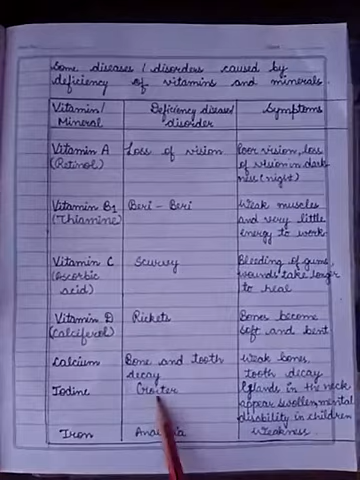 Some diseases / disorders caused by
deficiency of vitamins and minerals
Vitamin/ Mineral
Deficiency disease/ disorder
Symptoms
Vitamin A (Retinol)
Loss of vision
Poor vision, loss
of vision in dark
ness (night)
Vitamin B1 (Thiamine)
Beri - Beri
Weak muscles
and very little
energy to work
Vitamin C (ascorbic
acid)
Scurvy
Bleeding of gums,
wounds take longer
to heal
Vitamin D (Calciferol)
Rickets
Bones become
soft and bent
Calcium
Bone and tooth
decay
Weak bones,
tooth decay
Iodine
Goiter
Glands in the neck
appear swollen, mental
disability in children
Iron
Weakness